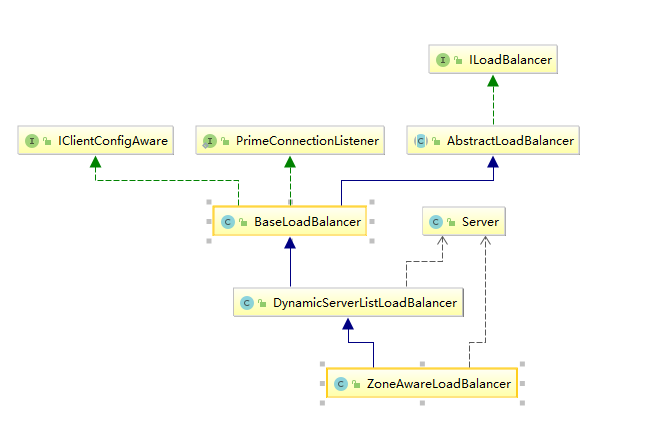 ILoadBalancer
IClientConfigAware
PrimeConnectionListener
AbstractLoadBalancer
BaseLoadBalancer
Server
DynamicServerListLoadBalancer
ZoneAwareLoadBalancer